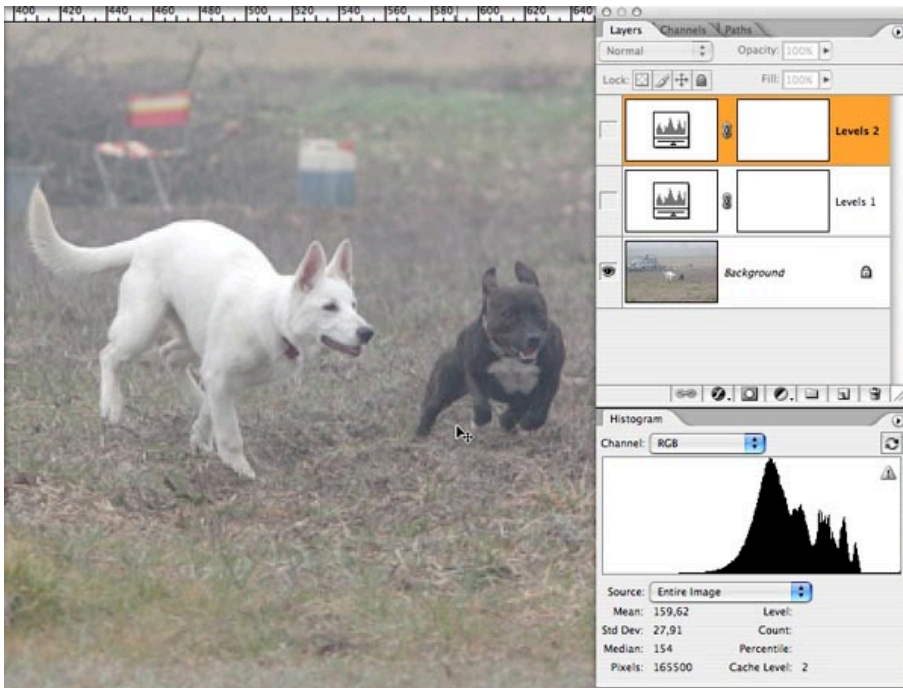 400 420 440 460 480 500 520 540 560 580 600 620 640
Layers Channels Paths
Normal Opacity: 100%
Lock: Fill: 100%
Levels 2
Levels 1
Background
Histogram
Channel: RGB
Source: Entire Image
Mean: 159,62 Level:
Std Dev: 27,91 Count:
Median: 154 Percentile:
Pixels: 165500 Cache Level: 2